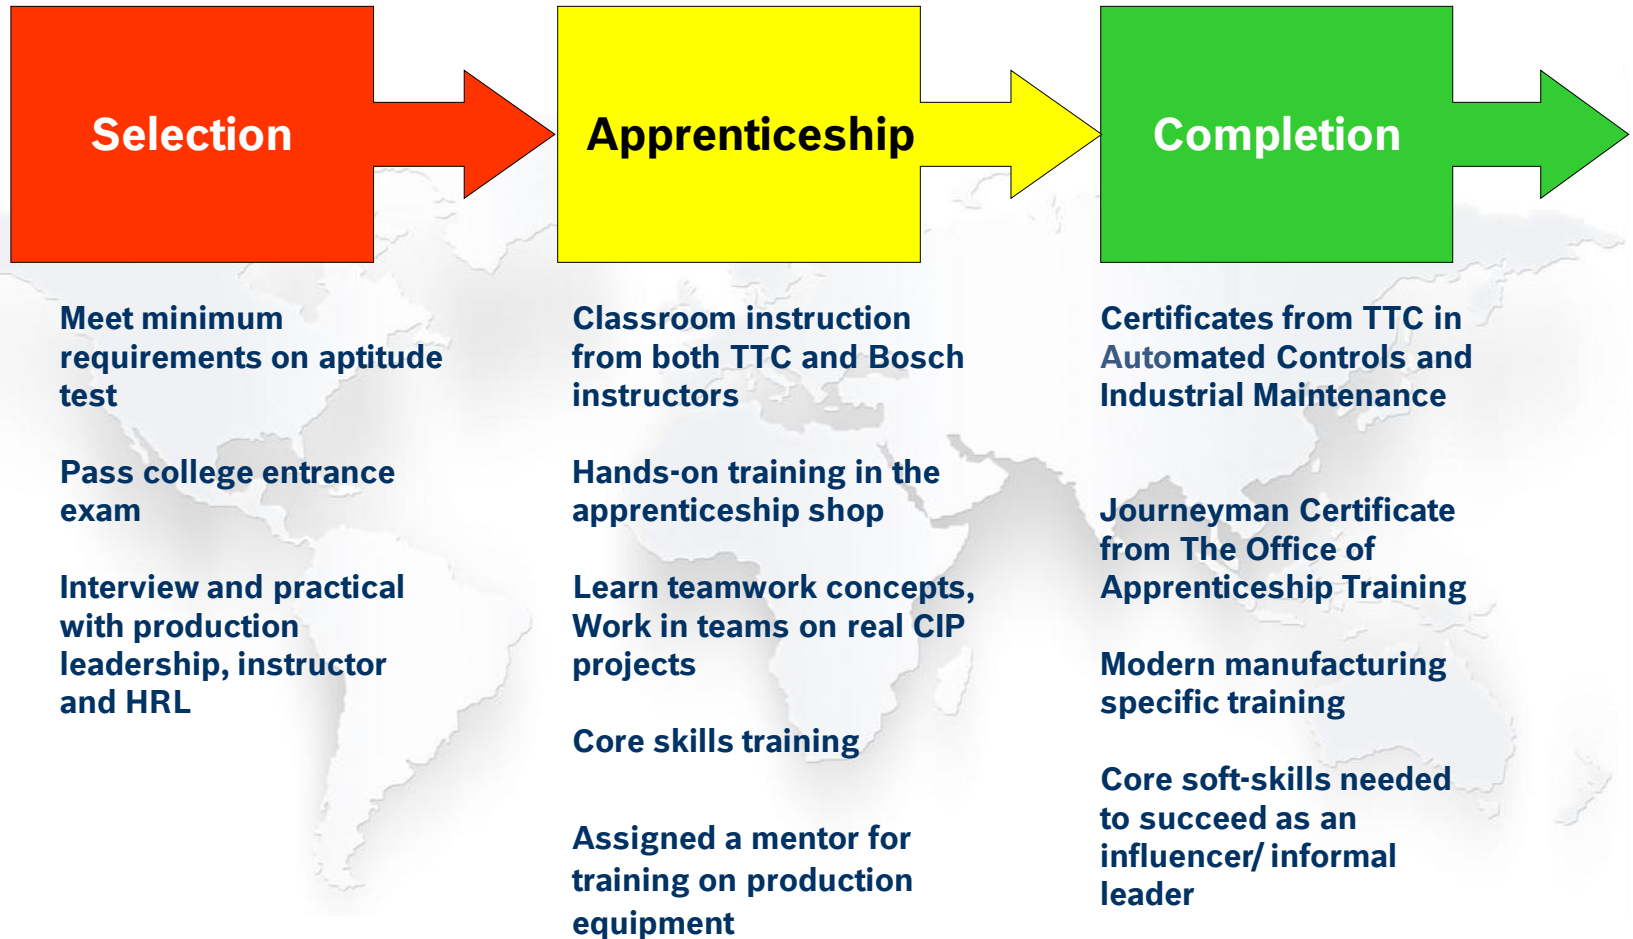 Selection
Apprenticeship
Completion
Meet minimum
requirements on aptitude
test
Pass college entrance
exam
Interview and practical
with production
leadership, instructor
and HRL
Classroom instruction
from both TTC and Bosch
instructors
Hands-on training in the
apprenticeship shop
Learn teamwork concepts,
Work in teams on real CIP
projects
Core skills training
Assigned a mentor for
training on production
equipment
Certificates from TTC in
Automated Controls and
Industrial Maintenance
Journeyman Certificate
from The Office of
Apprenticeship Training
Modern manufacturing
specific training
Core soft-skills needed
to succeed as an
influencer/ informal
leader